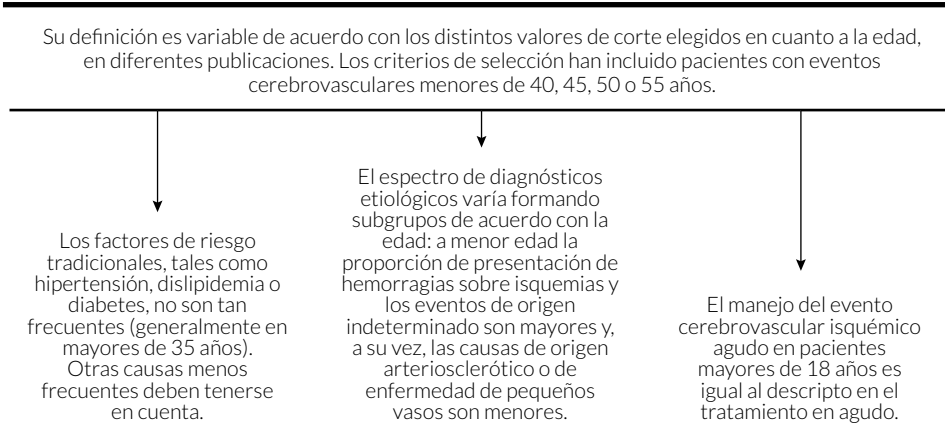 Su definición es variable de acuerdo con los distintos valores de corte elegidos en cuanto a la edad,
en diferentes publicaciones. Los criterios de selección han incluido pacientes con eventos
cerebrovasculares menores de 40, 45, 50 o 55 años.
Los factores de riesgo
tradicionales, tales como
hipertensión, dislipidemia o
diabetes, no son tan
frecuentes (generalmente en
mayores de 35 años).
Otras causas menos
frecuentes deben tenerse
en cuenta.
El espectro de diagnósticos
etiológicos varía formando
subgrupos de acuerdo con la
edad: a menor edad la
proporción de presentación de
hemorragias sobre isquemias y
los eventos de origen
indeterminado son mayores y,
a su vez, las causas de origen
arteriosclerótico o de
enfermedad de pequeños
vasos son menores.
El manejo del evento
cerebrovascular isquémico
agudo en pacientes
mayores de 18 años es
igual al descripto en el
tratamiento en agudo.